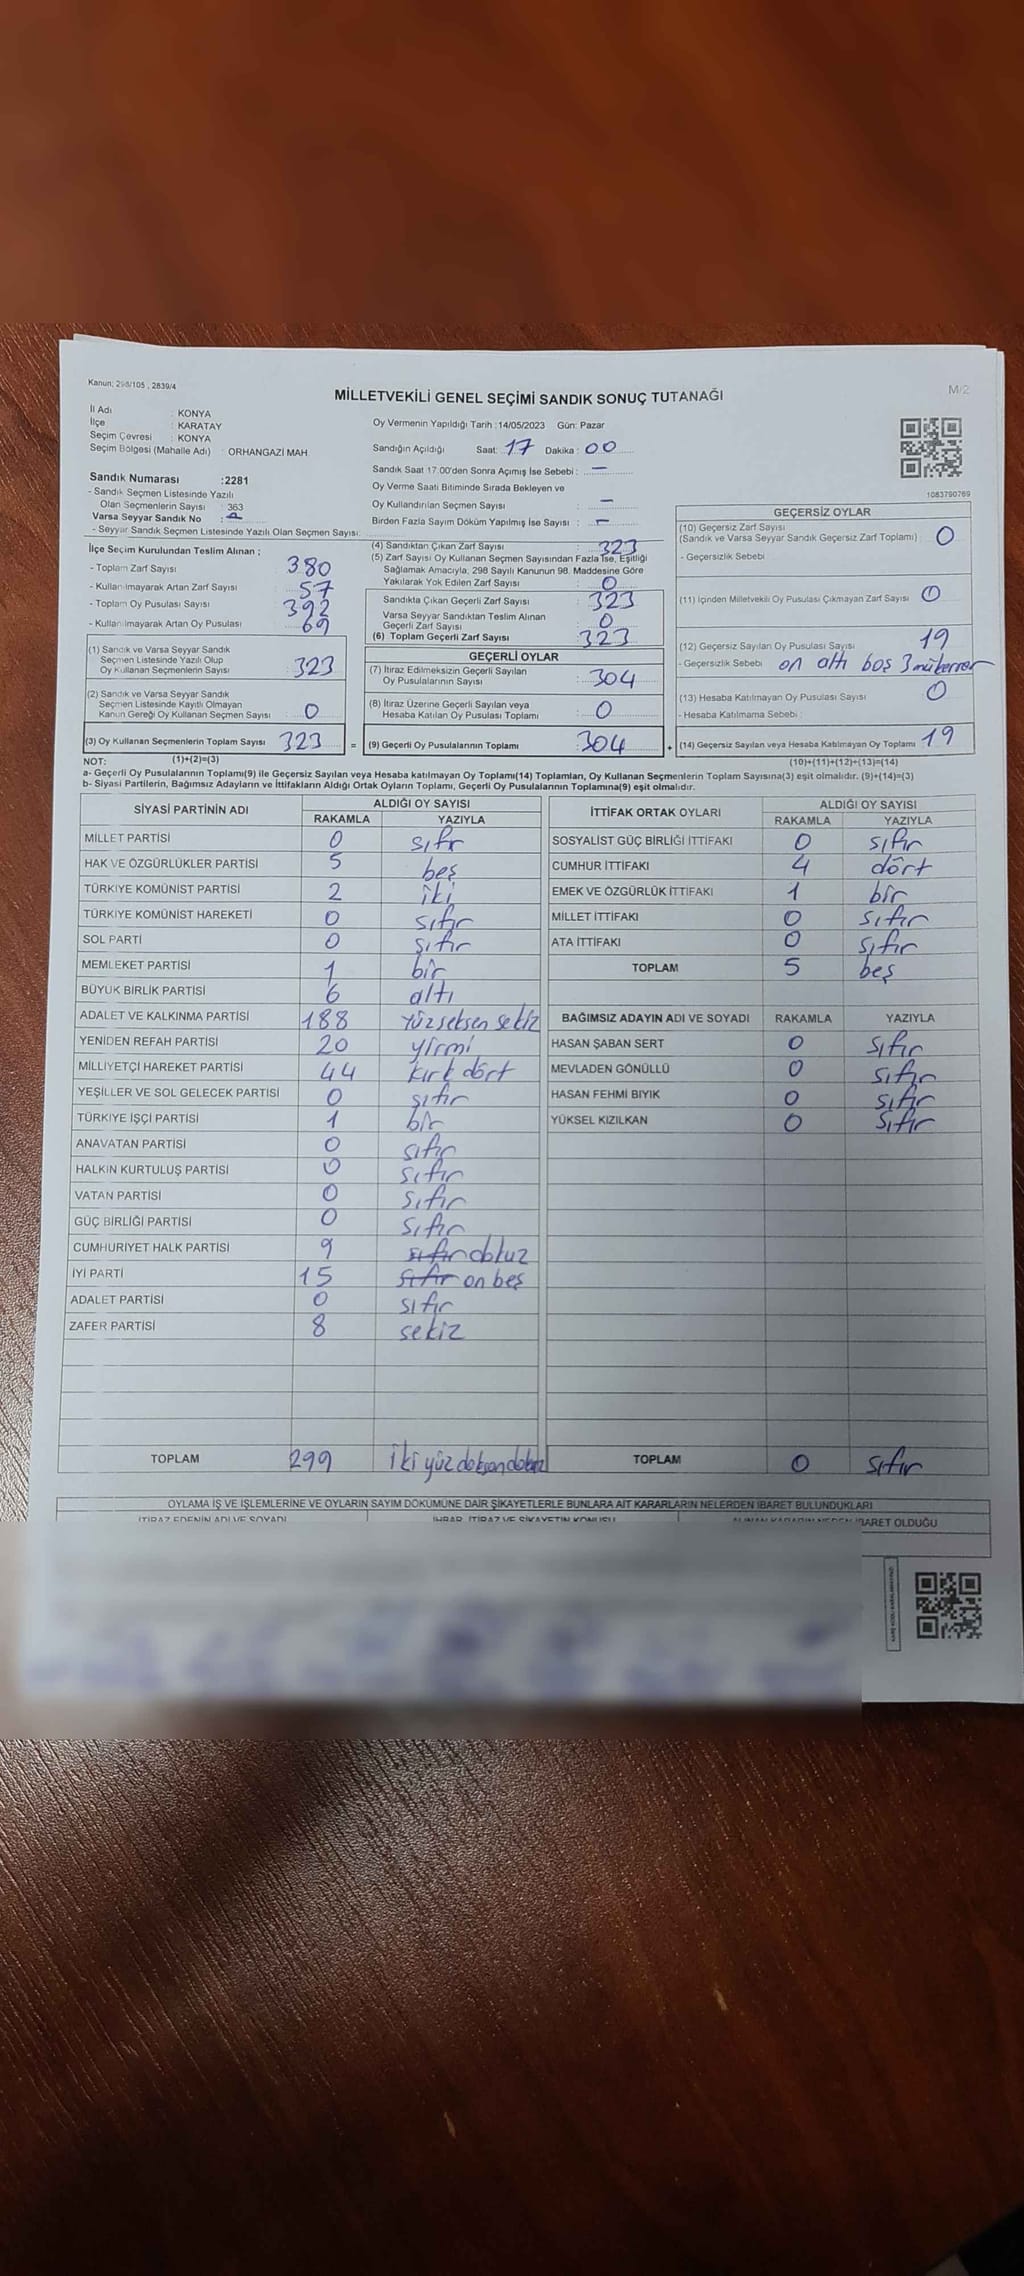 Kanun; 298/105 , 2839/4
M/2
MİLLETVEKİLİ GENEL SEÇİMİ SANDIK SONUÇ TUTANAĞI
İl Adı : KONYA
İlçe : KARATAY
Seçim Çevresi : KONYA
Seçim Bölgesi (Mahalle Adı) : ORHANGAZİ MAH.
Sandık Numarası :2281
- Sandık Seçmen Listesinde Yazılı
Olan Seçmenlerin Sayısı : 363
Varsa Seyyar Sandık No :
- Seyyar Sandık Seçmen Listesinde Yazılı Olan Seçmen Sayısı:
Oy Vermenin Yapıldığı Tarih :14/05/2023 Gün: Pazar
Sandığın Açıldığı Saat: 17 Dakika : 00
Sandık Saat 17.00'den Sonra Açımış İse Sebebi : —
Oy Verme Saati Bitiminde Sırada Bekleyen ve
Oy Kullandırılan Seçmen Sayısı : —
Birden Fazla Sayım Döküm Yapılmış İse Sayısı : —
1083790769
İlçe Seçim Kurulundan Teslim Alınan ;
- Toplam Zarf Sayısı : 380
- Kullanılmayarak Artan Zarf Sayısı : 57
- Toplam Oy Pusulası Sayısı : 392
- Kullanılmayarak Artan Oy Pusulası : 69
(1) Sandık ve Varsa Seyyar Sandık
Seçmen Listesinde Yazılı Olup
Oy Kullanan Seçmenlerin Sayısı : 323
(2) Sandık ve Varsa Seyyar Sandık
Seçmen Listesinde Kayıtlı Olmayan
Kanun Gereği Oy Kullanan Seçmen Sayısı : 0
(3) Oy Kullanan Seçmenlerin Toplam Sayısı : 323 =
(4) Sandıktan Çıkan Zarf Sayısı : 323
(5) Zarf Sayısı Oy Kullanan Seçmen Sayısından Fazla İse, Eşitliği
Sağlamak Amacıyla, 298 Sayılı Kanunun 98. Maddesine Göre
Yakılarak Yok Edilen Zarf Sayısı : 0
Sandıkta Çıkan Geçerli Zarf Sayısı : 323
Varsa Seyyar Sandıktan Teslim Alınan
Geçerli Zarf Sayısı : 0
(6) Toplam Geçerli Zarf Sayısı : 323
GEÇERLİ OYLAR
(7) İtiraz Edilmeksizin Geçerli Sayılan
Oy Pusulalarının Sayısı : 304
(8) İtiraz Üzerine Geçerli Sayılan veya
Hesaba Katılan Oy Pusulası Toplamı : 0
(9) Geçerli Oy Pusulalarının Toplamı : 304 +
GEÇERSİZ OYLAR
(10) Geçersiz Zarf Sayısı
(Sandık ve Varsa Seyyar Sandık Geçersiz Zarf Toplamı) : 0
- Geçersizlik Sebebi
(11) İçinden Milletvekili Oy Pusulası Çıkmayan Zarf Sayısı : 0
(12) Geçersiz Sayılan Oy Pusulası Sayısı : 19
- Geçersizlik Sebebi : on altı boş 3 mükerrer
(13) Hesaba Katılmayan Oy Pusulası Sayısı : 0
- Hesaba Katılmama Sebebi :
(14) Geçersiz Sayılan veya Hesaba Katılmayan Oy Toplamı : 19
NOT: (1)+(2)=(3) (10)+(11)+(12)+(13)=(14)
a- Geçerli Oy Pusulalarının Toplamı(9) ile Geçersiz Sayılan veya Hesaba katılmayan Oy Toplamı(14) Toplamları, Oy Kullanan Seçmenlerin Toplam Sayısına(3) eşit olmalıdır. (9)+(14)=(3)
b- Siyasi Partilerin, Bağımsız Adayların ve İttifakların Aldığı Ortak Oyların Toplamı, Geçerli Oy Pusulalarının Toplamına(9) eşit olmalıdır.
SİYASİ PARTİNİN ADI ALDIĞI OY SAYISI
RAKAMLA YAZIYLA
MİLLET PARTİSİ 0 sıfır
HAK VE ÖZGÜRLÜKLER PARTİSİ 5 beş
TÜRKİYE KOMÜNİST PARTİSİ 2 iki
TÜRKİYE KOMÜNİST HAREKETİ 0 sıfır
SOL PARTİ 0 sıfır
MEMLEKET PARTİSİ 1 bir
BÜYÜK BİRLİK PARTİSİ 6 altı
ADALET VE KALKINMA PARTİSİ 188 yüzseksen sekiz
YENİDEN REFAH PARTİSİ 20 yirmi
MİLLİYETÇİ HAREKET PARTİSİ 44 kırk dört
YEŞİLLER VE SOL GELECEK PARTİSİ 0 sıfır
TÜRKİYE İŞÇİ PARTİSİ 1 bir
ANAVATAN PARTİSİ 0 sıfır
HALKIN KURTULUŞ PARTİSİ 0 sıfır
VATAN PARTİSİ 0 sıfır
GÜÇ BİRLİĞİ PARTİSİ 0 sıfır
CUMHURİYET HALK PARTİSİ 9 sıfır dokuz
İYİ PARTİ 15 sıfır on beş
ADALET PARTİSİ 0 sıfır
ZAFER PARTİSİ 8 sekiz
TOPLAM 299 iki yüz doksan dokuz
İTTİFAK ORTAK OYLARI ALDIĞI OY SAYISI
RAKAMLA YAZIYLA
SOSYALİST GÜÇ BİRLİĞİ İTTİFAKI 0 sıfır
CUMHUR İTTİFAKI 4 dört
EMEK VE ÖZGÜRLÜK İTTİFAKI 1 bir
MİLLET İTTİFAKI 0 sıfır
ATA İTTİFAKI 0 sıfır
TOPLAM 5 beş
BAĞIMSIZ ADAYIN ADI VE SOYADI RAKAMLA YAZIYLA
HASAN ŞABAN SERT 0 sıfır
MEVLADEN GÖNÜLLÜ 0 sıfır
HASAN FEHMİ BIYIK 0 sıfır
YÜKSEL KIZILKAN 0 sıfır
TOPLAM 0 sıfır
OYLAMA İŞ VE İŞLEMLERİNE VE OYLARIN SAYIM DÖKÜMÜNE DAİR ŞİKAYETLERLE BUNLARA AİT KARARLARIN NELERDEN İBARET BULUNDUKLARI
İTİRAZ EDENİN ADI VE SOYADI İHBAR, İTİRAZ VE ŞİKAYETİN KONUSU ALINAN KARARIN NEDEN İBARET OLDUĞU